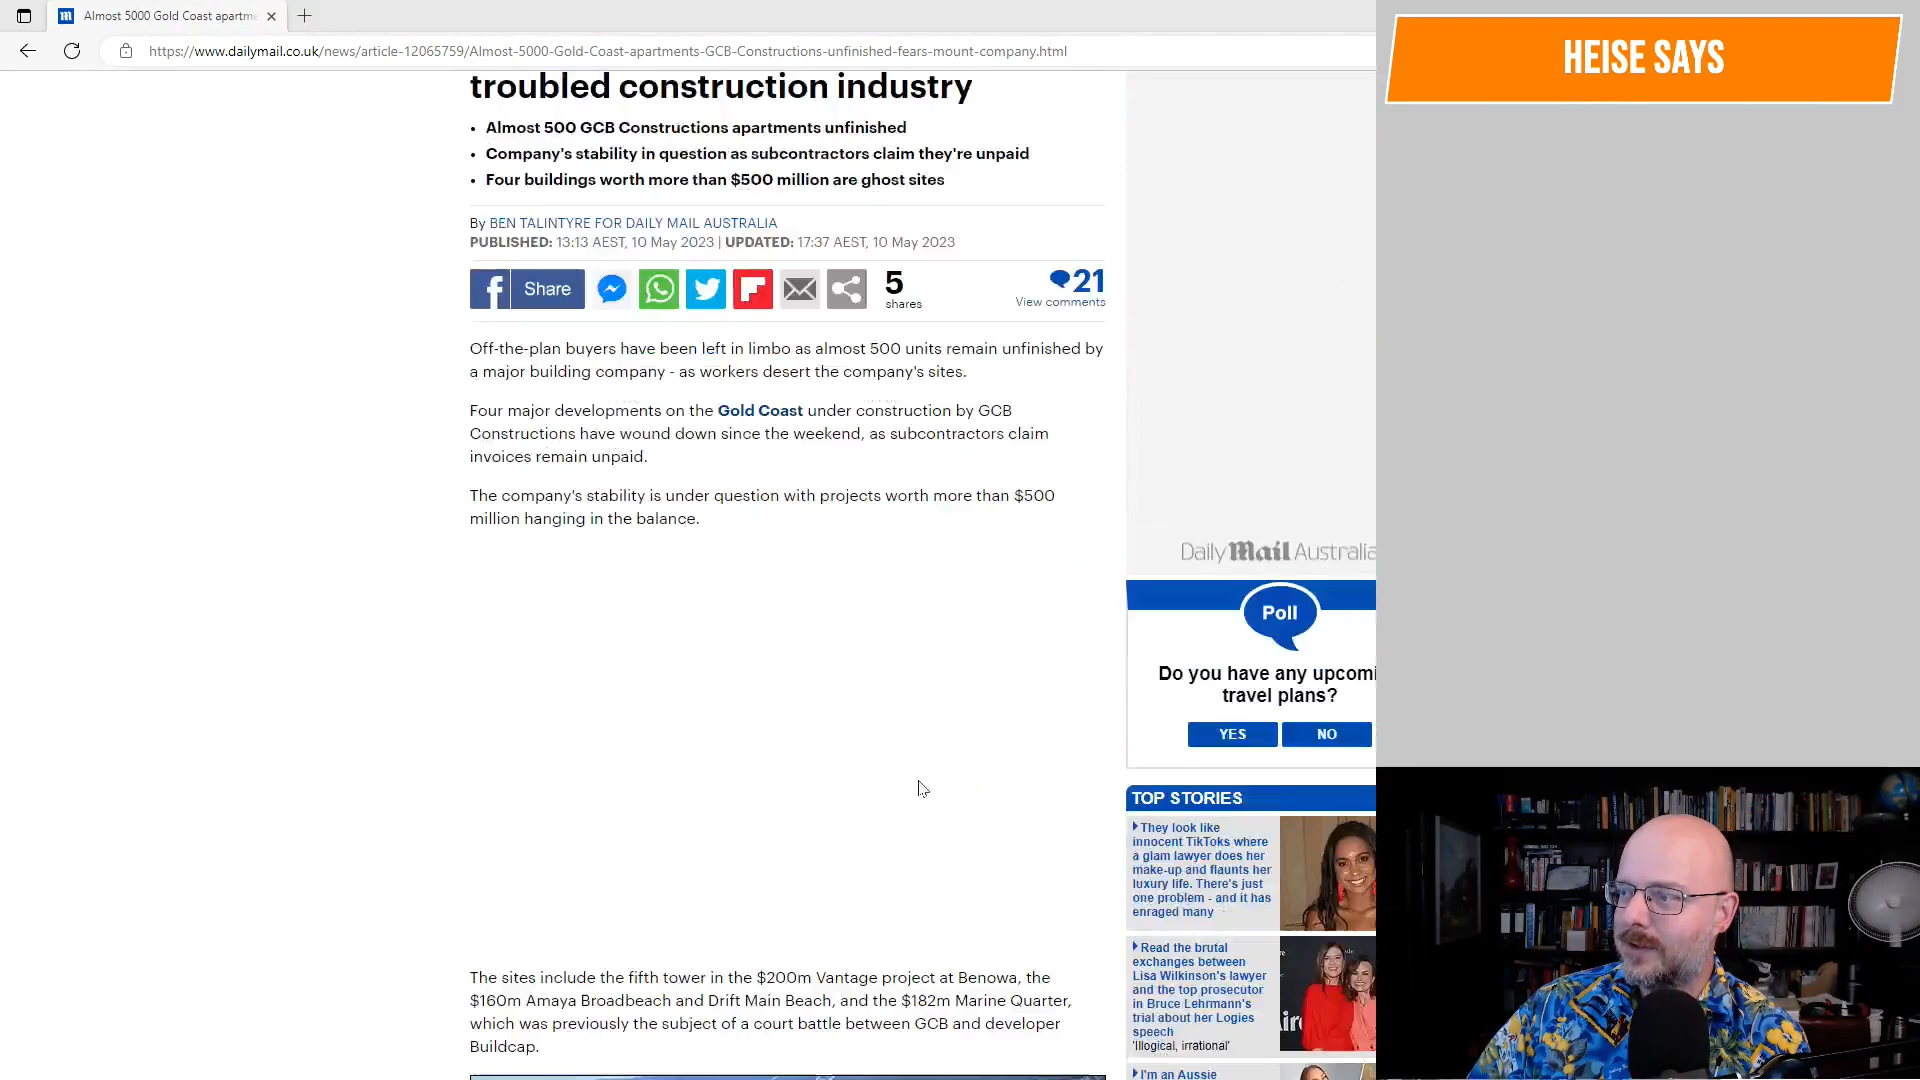 Almost 5000 Gold Coast apartme
https://www.dailymail.co.uk/news/article-12065759/Almost-5000-Gold-Coast-apartments-GCB-Constructions-unfinished-fears-mount-company.html
HEISE SAYS
troubled construction industry
• Almost 500 GCB Constructions apartments unfinished
• Company's stability in question as subcontractors claim they're unpaid
• Four buildings worth more than $500 million are ghost sites
By BEN TALINTYRE FOR DAILY MAIL AUSTRALIA
PUBLISHED: 13:13 AEST, 10 May 2023 | UPDATED: 17:37 AEST, 10 May 2023
Share
5
shares
21
View comments
Off-the-plan buyers have been left in limbo as almost 500 units remain unfinished by
a major building company - as workers desert the company's sites.
Four major developments on the Gold Coast under construction by GCB
Constructions have wound down since the weekend, as subcontractors claim
invoices remain unpaid.
The company's stability is under question with projects worth more than $500
million hanging in the balance.
The sites include the fifth tower in the $200m Vantage project at Benowa, the
$160m Amaya Broadbeach and Drift Main Beach, and the $182m Marine Quarter,
which was previously the subject of a court battle between GCB and developer
Buildcap.
Daily Mail Australia
Poll
Do you have any upcomi
travel plans?
YES
NO
TOP STORIES
They look like
innocent TikToks where
a glam lawyer does her
make-up and flaunts her
luxury life. There's just
one problem - and it has
enraged many
Read the brutal
exchanges between
Lisa Wilkinson's lawyer
and the top prosecutor
in Bruce Lehrmann's
trial about her Logies
speech
'Illogical, irrational'
I'm an Aussie